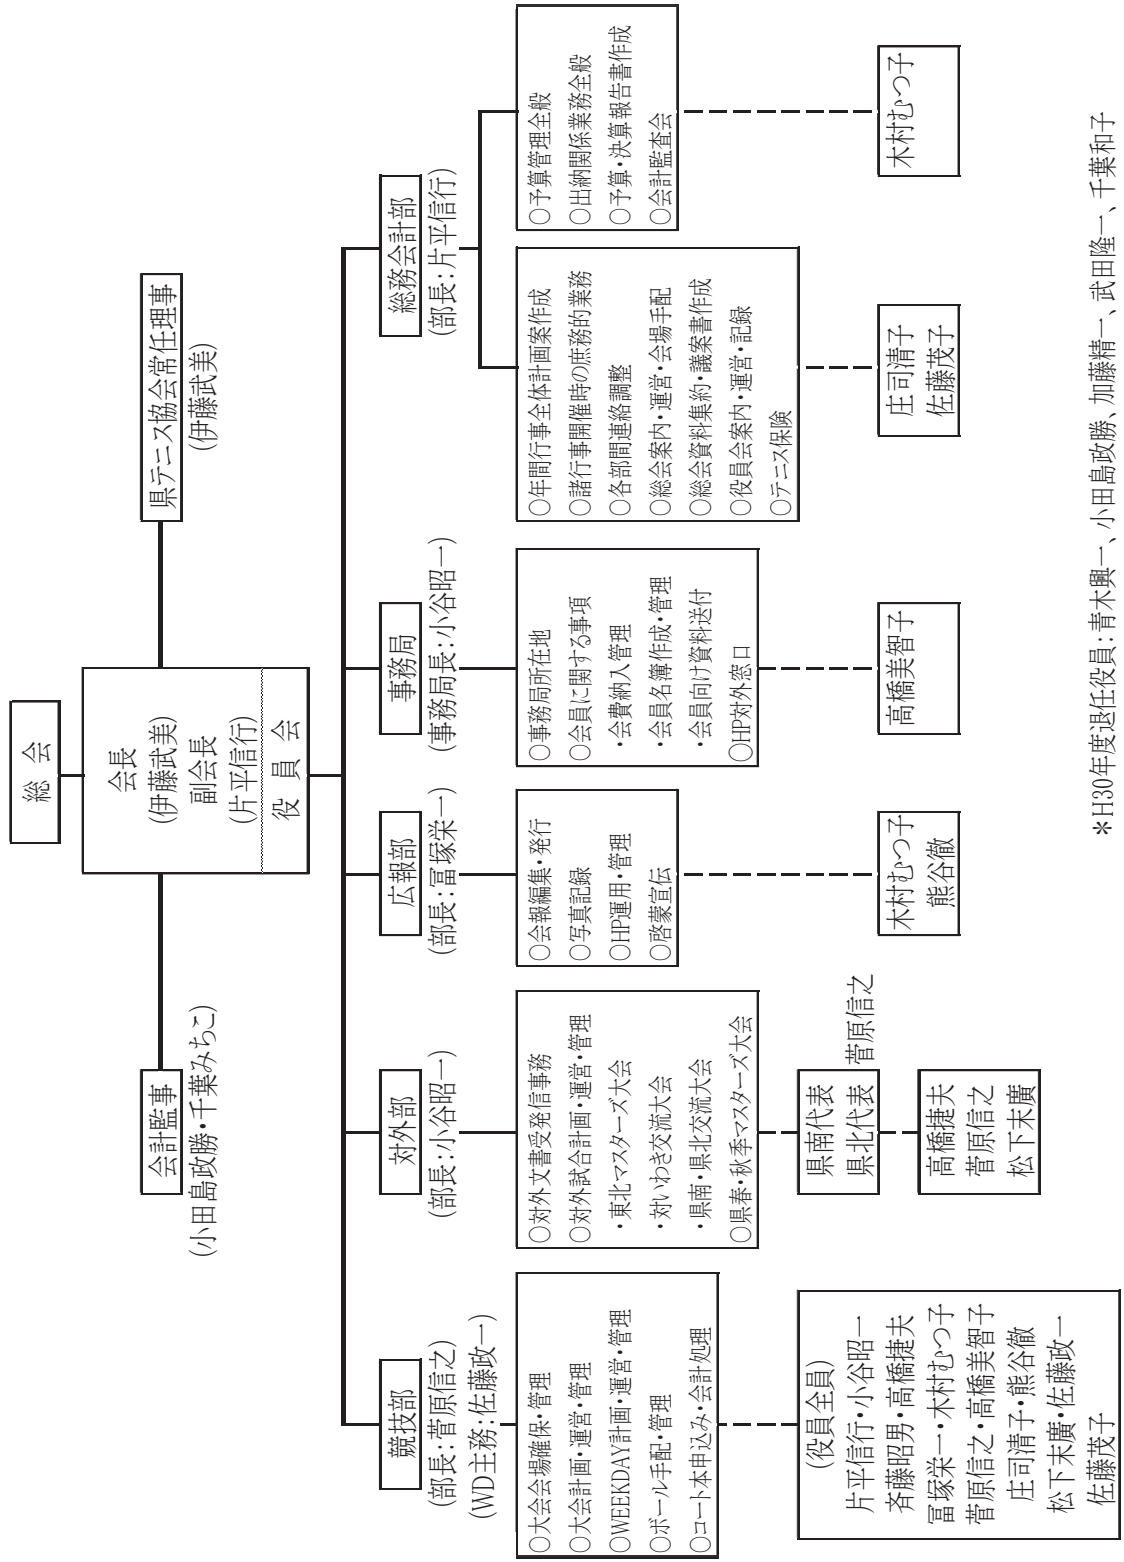 総 会
会長
(伊藤武美)
副会長
(片平信行)
役 員 会
会計監事
(小田島政勝・千葉みちこ)
県テニス協会常任理事
(伊藤武美)
競技部
(部長:菅原信之)
(WD主務:佐藤政一)
○大会会場確保・管理
○大会計画・運営・管理
○WEEKDAY計画・運営・管理
○ボール手配・管理
○コート本申込み・会計処理
(役員全員)
片平信行・小谷昭一
斉藤昭男・高橋捷夫
冨塚栄一・木村むつ子
菅原信之・高橋美智子
庄司清子・熊谷徹
松下末廣・佐藤政一
佐藤茂子
対外部
(部長:小谷昭一)
○対外文書受発信事務
○対外試合計画・運営・管理
・東北マスターズ大会
・対いわき交流大会
・県南・県北交流大会
○県春・秋季マスターズ大会
県南代表
県北代表 菅原信之
高橋捷夫
菅原信之
松下末廣
広報部
(部長:冨塚栄一)
○会報編集・発行
○写真記録
○HP運用・管理
○啓蒙宣伝
木村むつ子
熊谷徹
事務局
(事務局長:小谷昭一)
○事務局所在地
○会員に関する事項
・会費納入管理
・会員名簿作成・管理
・会員向け資料送付
○HP対外窓口
高橋美智子
総務会計部
(部長:片平信行)
○年間行事全体計画案作成
○諸行事開催時の庶務的業務
○各部間連絡調整
○総会案内・運営・会場手配
○総会資料集約・議案書作成
○役員会案内・運営・記録
○テニス保険
庄司清子
佐藤茂子
○予算管理全般
○出納関係業務全般
○予算・決算報告書作成
○会計監査会
木村むつ子
*H30年度退任役員:青木興一、小田島政勝、加藤精一、武田隆一、千葉和子